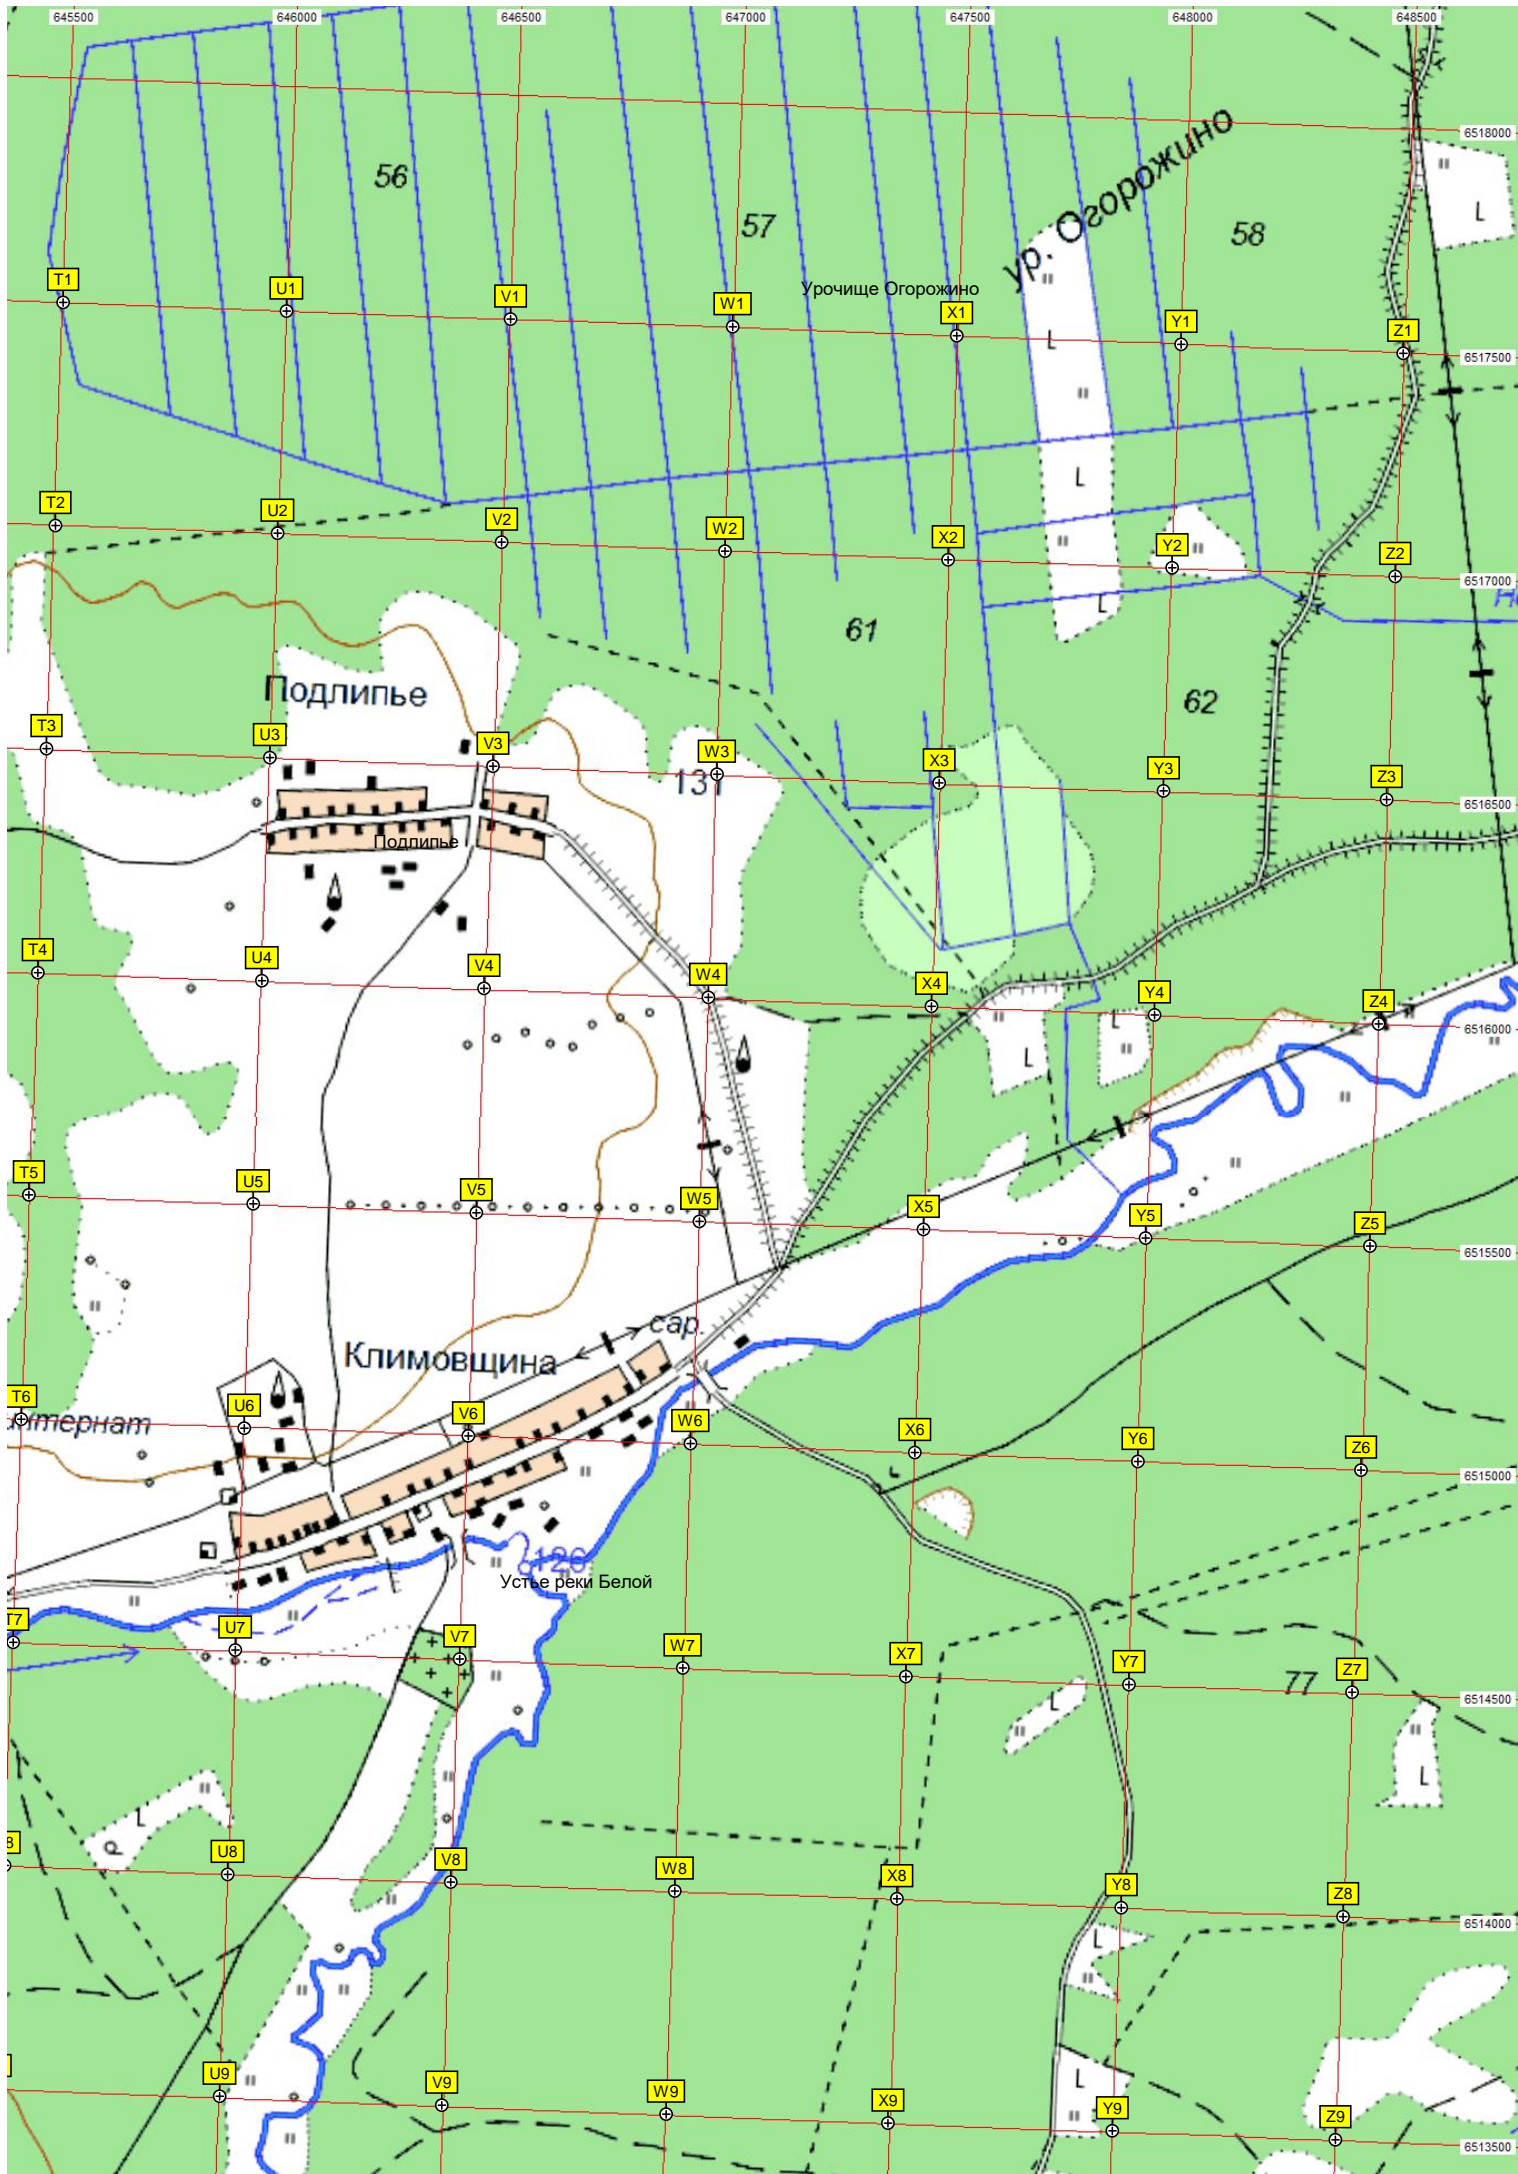 645500 646000 646500 647000 647500 648000 648500
6518000
56
57
58
ур. Огорожино
L
T1 U1 V1 W1 X1 Y1 Z1
Урочище Огорожино
L
6517500
L
T2 U2 V2 W2 X2 Y2 Z2
6517000
L
61
62
Подлипье
T3 U3 V3 W3 X3 Y3 Z3
131
6516500
Подлипье
T4 U4 V4 W4 X4 Y4 Z4
L
6516000
L
T5 U5 V5 W5 X5 Y5 Z5
6515500
сар.
Климовщина
T6 U6 V6 W6 X6 Y6 Z6
6515000
126
Устье реки Белой
T7 U7 V7 W7 X7 Y7 Z7
77
L
6514500
L
L
8 U8 V8 W8 X8 Y8 Z8
6514000
L
L
U9 V9 W9 X9 Y9 Z9
6513500